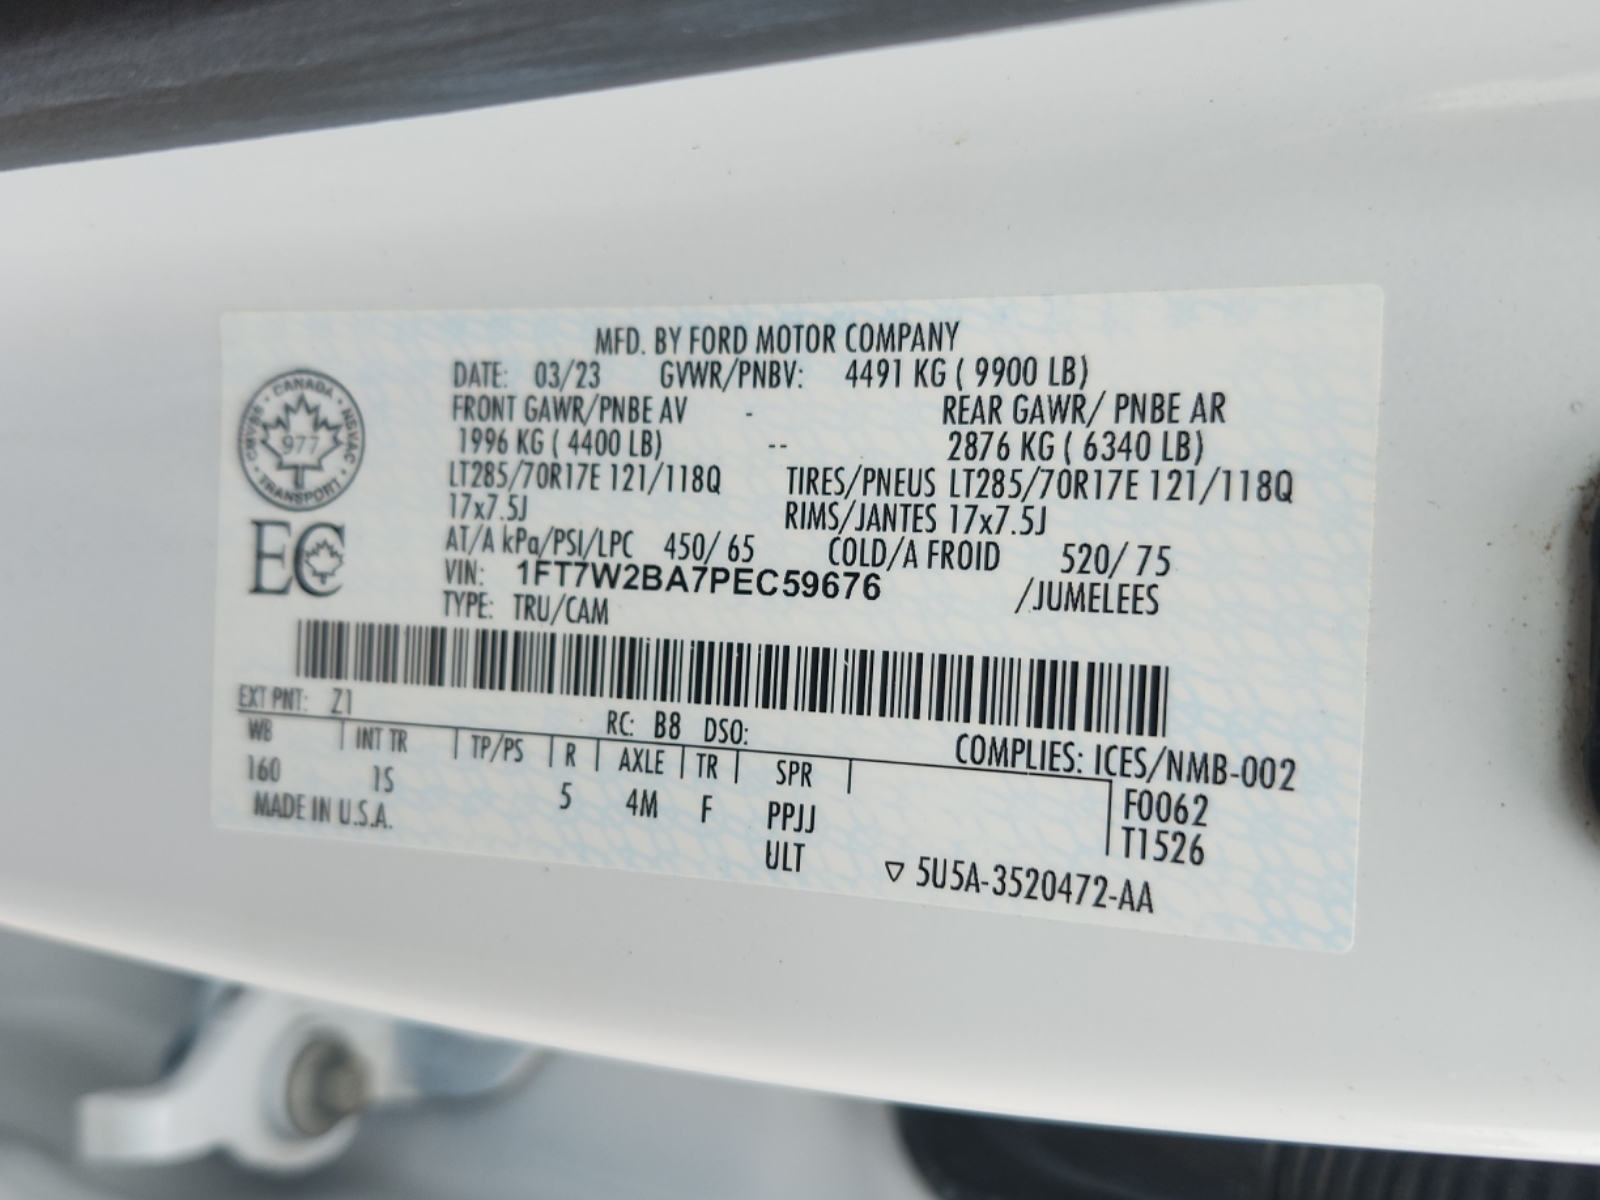 MFD. BY FORD MOTOR COMPANY
DATE: 03/23 GVWR/PNBV: 4491 KG ( 9900 LB)
FRONT GAWR/PNBE AV - REAR GAWR/ PNBE AR
1996 KG ( 4400 LB) -- 2876 KG ( 6340 LB)
LT285/70R17E 121/118Q TIRES/PNEUS LT285/70R17E 121/118Q
17x7.5J RIMS/JANTES 17x7.5J
AT/A kPa/PSI/LPC 450/ 65 COLD/A FROID 520/ 75
VIN: 1FT7W2BA7PEC59676 /JUMELEES
TYPE: TRU/CAM
CANADA · NSVAC · TRANSPORT · CMVSS ·
977
EC
EXT PNT: Z1 RC: B8 DSO:
COMPLIES: ICES/NMB-002
WB | INT TR | TP/PS | R | AXLE | TR | SPR |
160 1S 5 4M F PPJJ F0062
MADE IN U.S.A. ULT T1526
▽ 5U5A-3520472-AA